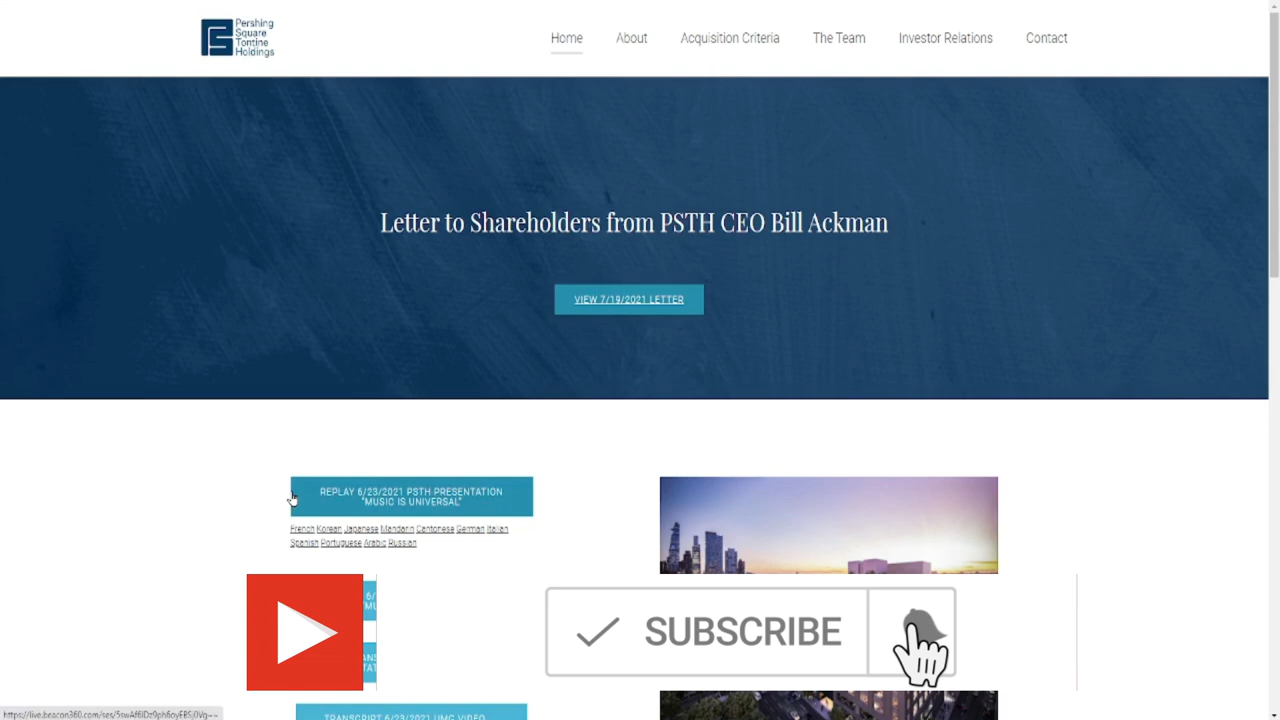 Pershing
Square
Tontine
Holdings
Home About Acquisition Criteria The Team Investor Relations Contact
Letter to Shareholders from PSTH CEO Bill Ackman
VIEW 7/19/2021 LETTER
REPLAY 6/23/2021 PSTH PRESENTATION
"MUSIC IS UNIVERSAL"
French Korean Japanese Mandarin Cantonese German Italian
Spanish Portuguese Arabic Russian
SUBSCRIBE
TRANSCRIPT 6/23/2021 UMG VIDEO